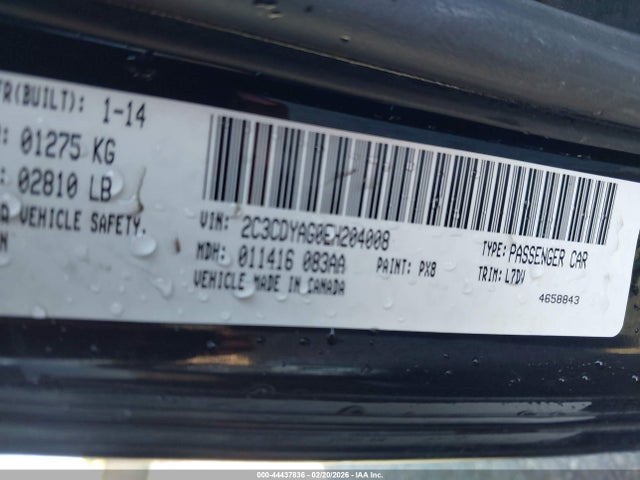 FR(BUILT): 1-14
01275 KG
02810 LB
VEHICLE SAFETY.
VIN: 2C3CDYAG0EH204008
TYPE: PASSENGER CAR
MDH: 011416 083AA
PAINT: PX8
TRIM: L7DV
VEHICLE MADE IN CANADA
4658843
000-44437836 - 02/20/2026 - IAA Inc.